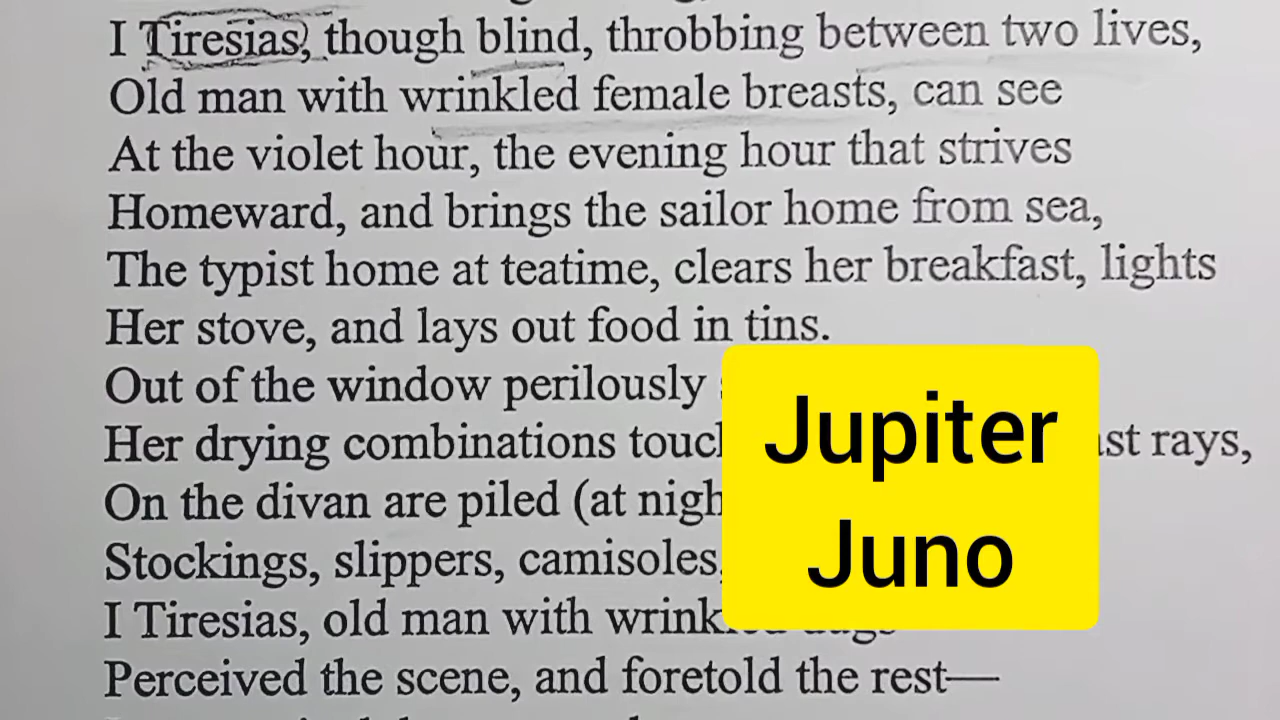 I Tiresias, though blind, throbbing between two lives,
Old man with wrinkled female breasts, can see
At the violet hour, the evening hour that strives
Homeward, and brings the sailor home from sea,
The typist home at teatime, clears her breakfast, lights
Her stove, and lays out food in tins.
Out of the window perilously
Her drying combinations rays,
On the divan are piled (at
Stockings, slippers, camisoles,
I Tiresias, old man with
Perceived the scene, and foretold the rest—
Jupiter
Juno